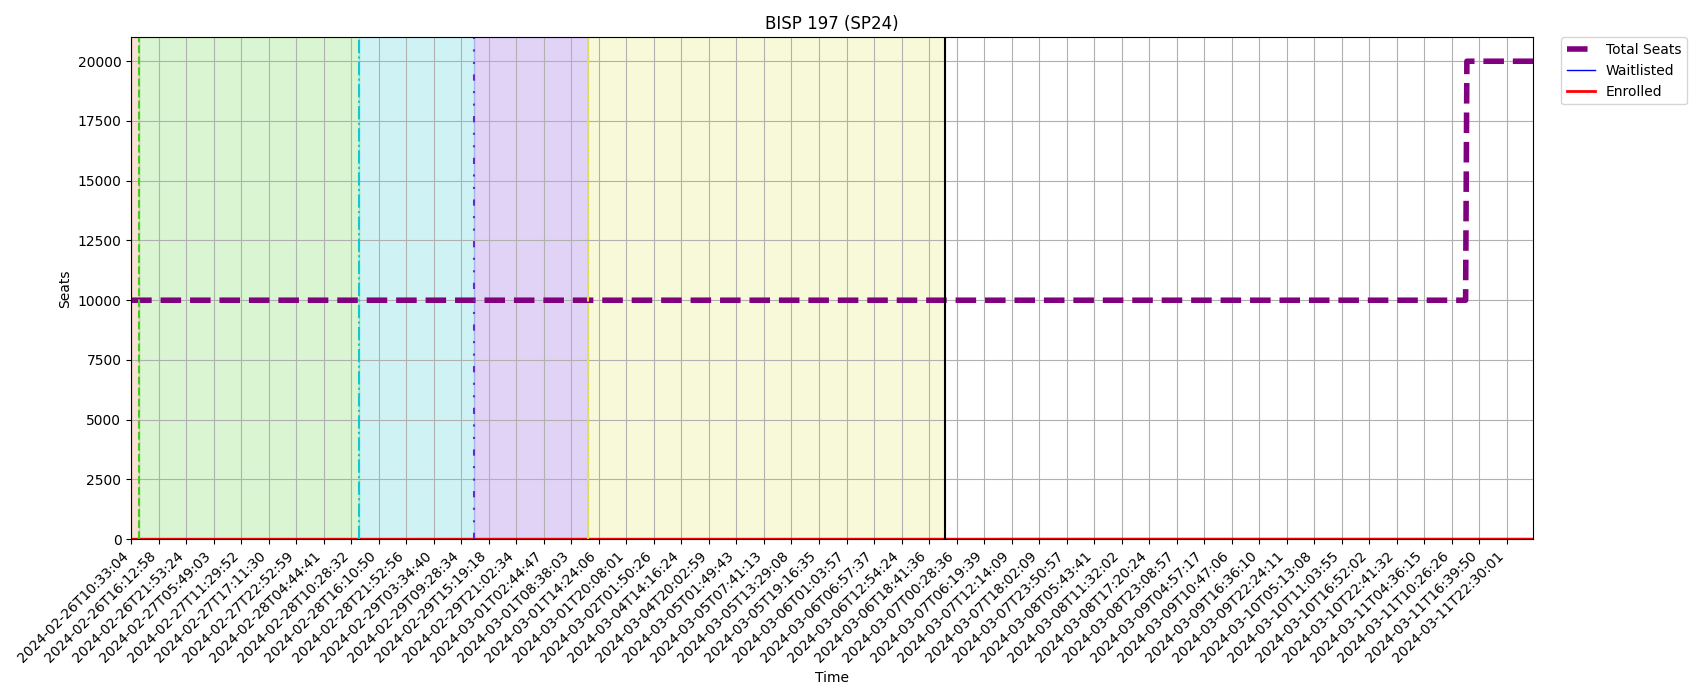 BISP 197 (SP24)
Total Seats
Waitlisted
Enrolled
20000
17500
15000
12500
10000
7500
5000
2500
0
Seats
2024-02-26T10:33:04
2024-02-26T16:12:58
2024-02-26T21:53:24
2024-02-27T05:49:03
2024-02-27T11:29:52
2024-02-27T17:11:30
2024-02-27T22:52:59
2024-02-28T04:44:41
2024-02-28T10:28:32
2024-02-28T16:10:50
2024-02-28T21:52:56
2024-02-29T03:34:40
2024-02-29T09:28:34
2024-02-29T15:19:18
2024-02-29T21:02:34
2024-03-01T02:44:47
2024-03-01T08:38:03
2024-03-01T14:24:06
2024-03-01T20:08:01
2024-03-02T01:50:26
2024-03-04T14:16:24
2024-03-04T20:02:59
2024-03-05T01:49:43
2024-03-05T07:41:13
2024-03-05T13:29:08
2024-03-05T19:16:35
2024-03-06T01:03:57
2024-03-06T06:57:37
2024-03-06T12:54:24
2024-03-06T18:41:36
2024-03-07T00:28:36
2024-03-07T06:19:39
2024-03-07T12:14:09
2024-03-07T18:02:09
2024-03-07T23:50:57
2024-03-08T05:43:41
2024-03-08T11:32:02
2024-03-08T17:20:24
2024-03-08T23:08:57
2024-03-09T04:57:17
2024-03-09T10:47:06
2024-03-09T16:36:10
2024-03-09T22:24:11
2024-03-10T05:13:08
2024-03-10T11:03:55
2024-03-10T16:52:02
2024-03-10T22:41:32
2024-03-11T04:36:15
2024-03-11T10:26:26
2024-03-11T16:39:50
2024-03-11T22:30:01
Time